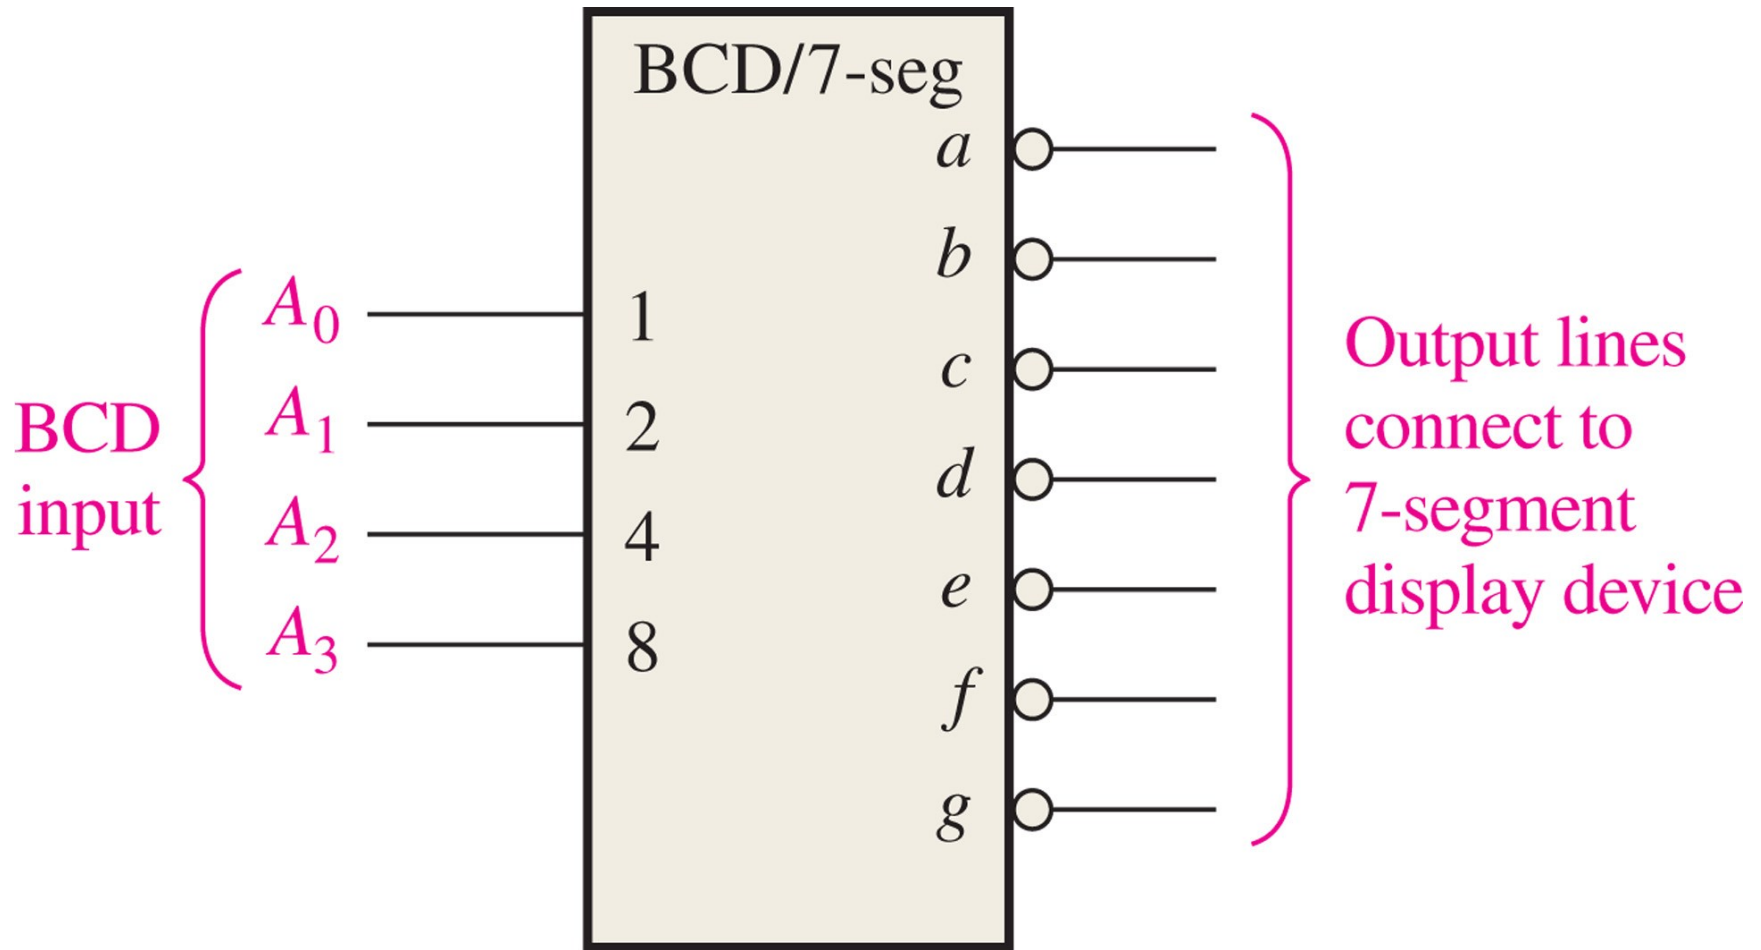 BCD/7-seg
a
b
c
d
e
f
g
1
2
4
8
A0
A1
A2
A3
BCD
input
Output lines
connect to
7-segment
display device